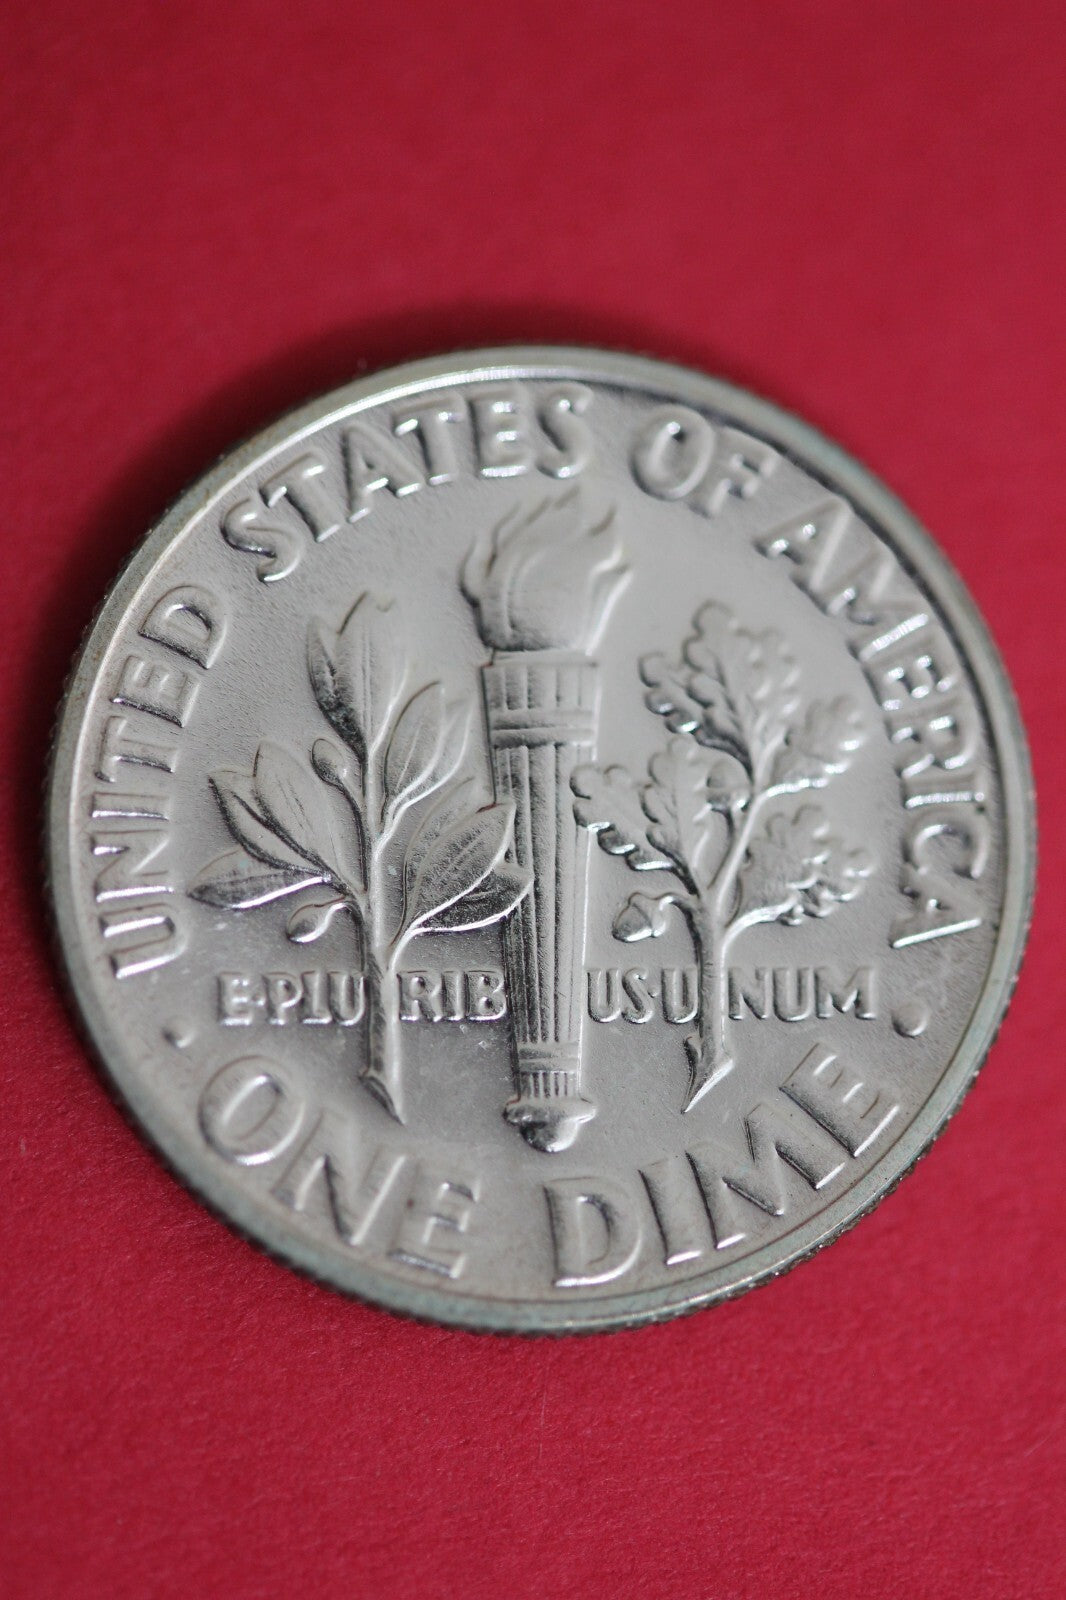 UNITED STATES OF AMERICA
E·PLURIBUS·UNUM
· ONE DIME ·